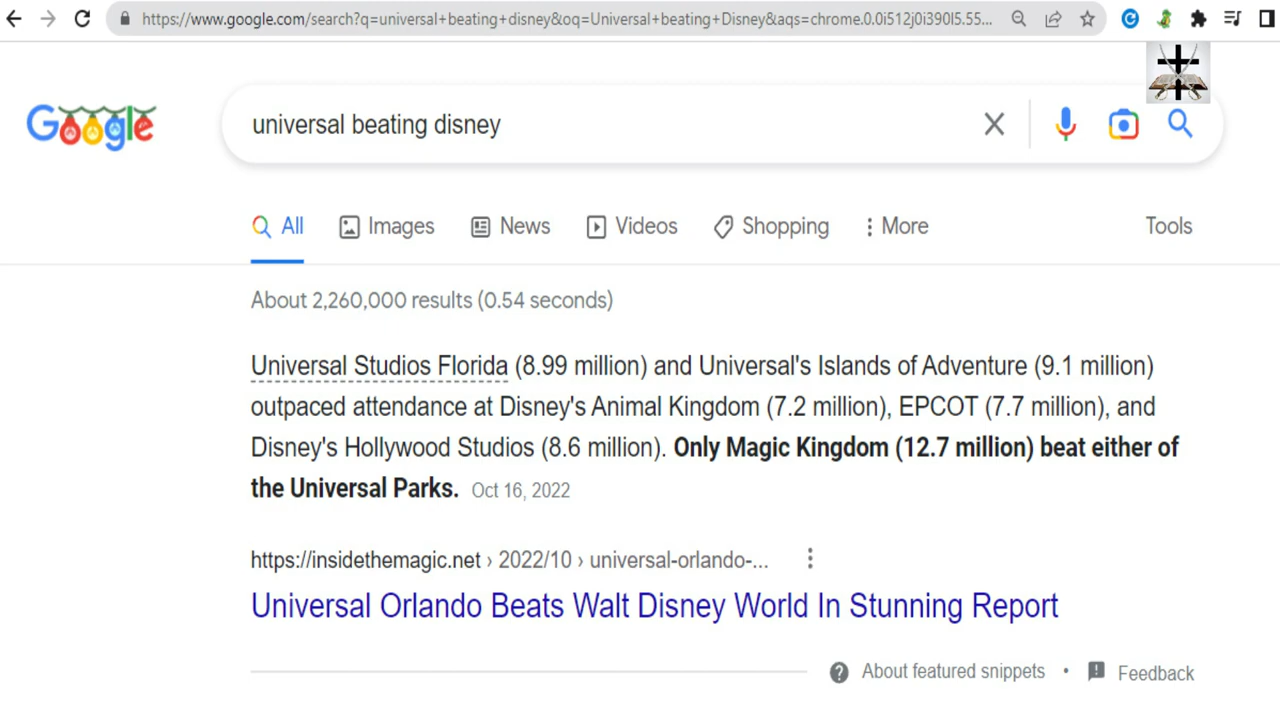 https://www.google.com/search?q=universal+beating+disney&oq=Universal+beating+Disney&aqs=chrome.0.0i512j0i390l5.55...
Google
universal beating disney
All Images News Videos Shopping More Tools
About 2,260,000 results (0.54 seconds)
Universal Studios Florida (8.99 million) and Universal's Islands of Adventure (9.1 million)
outpaced attendance at Disney's Animal Kingdom (7.2 million), EPCOT (7.7 million), and
Disney's Hollywood Studios (8.6 million). Only Magic Kingdom (12.7 million) beat either of
the Universal Parks. Oct 16, 2022
https://insidethemagic.net › 2022/10 › universal-orlando-...
Universal Orlando Beats Walt Disney World In Stunning Report
About featured snippets • Feedback